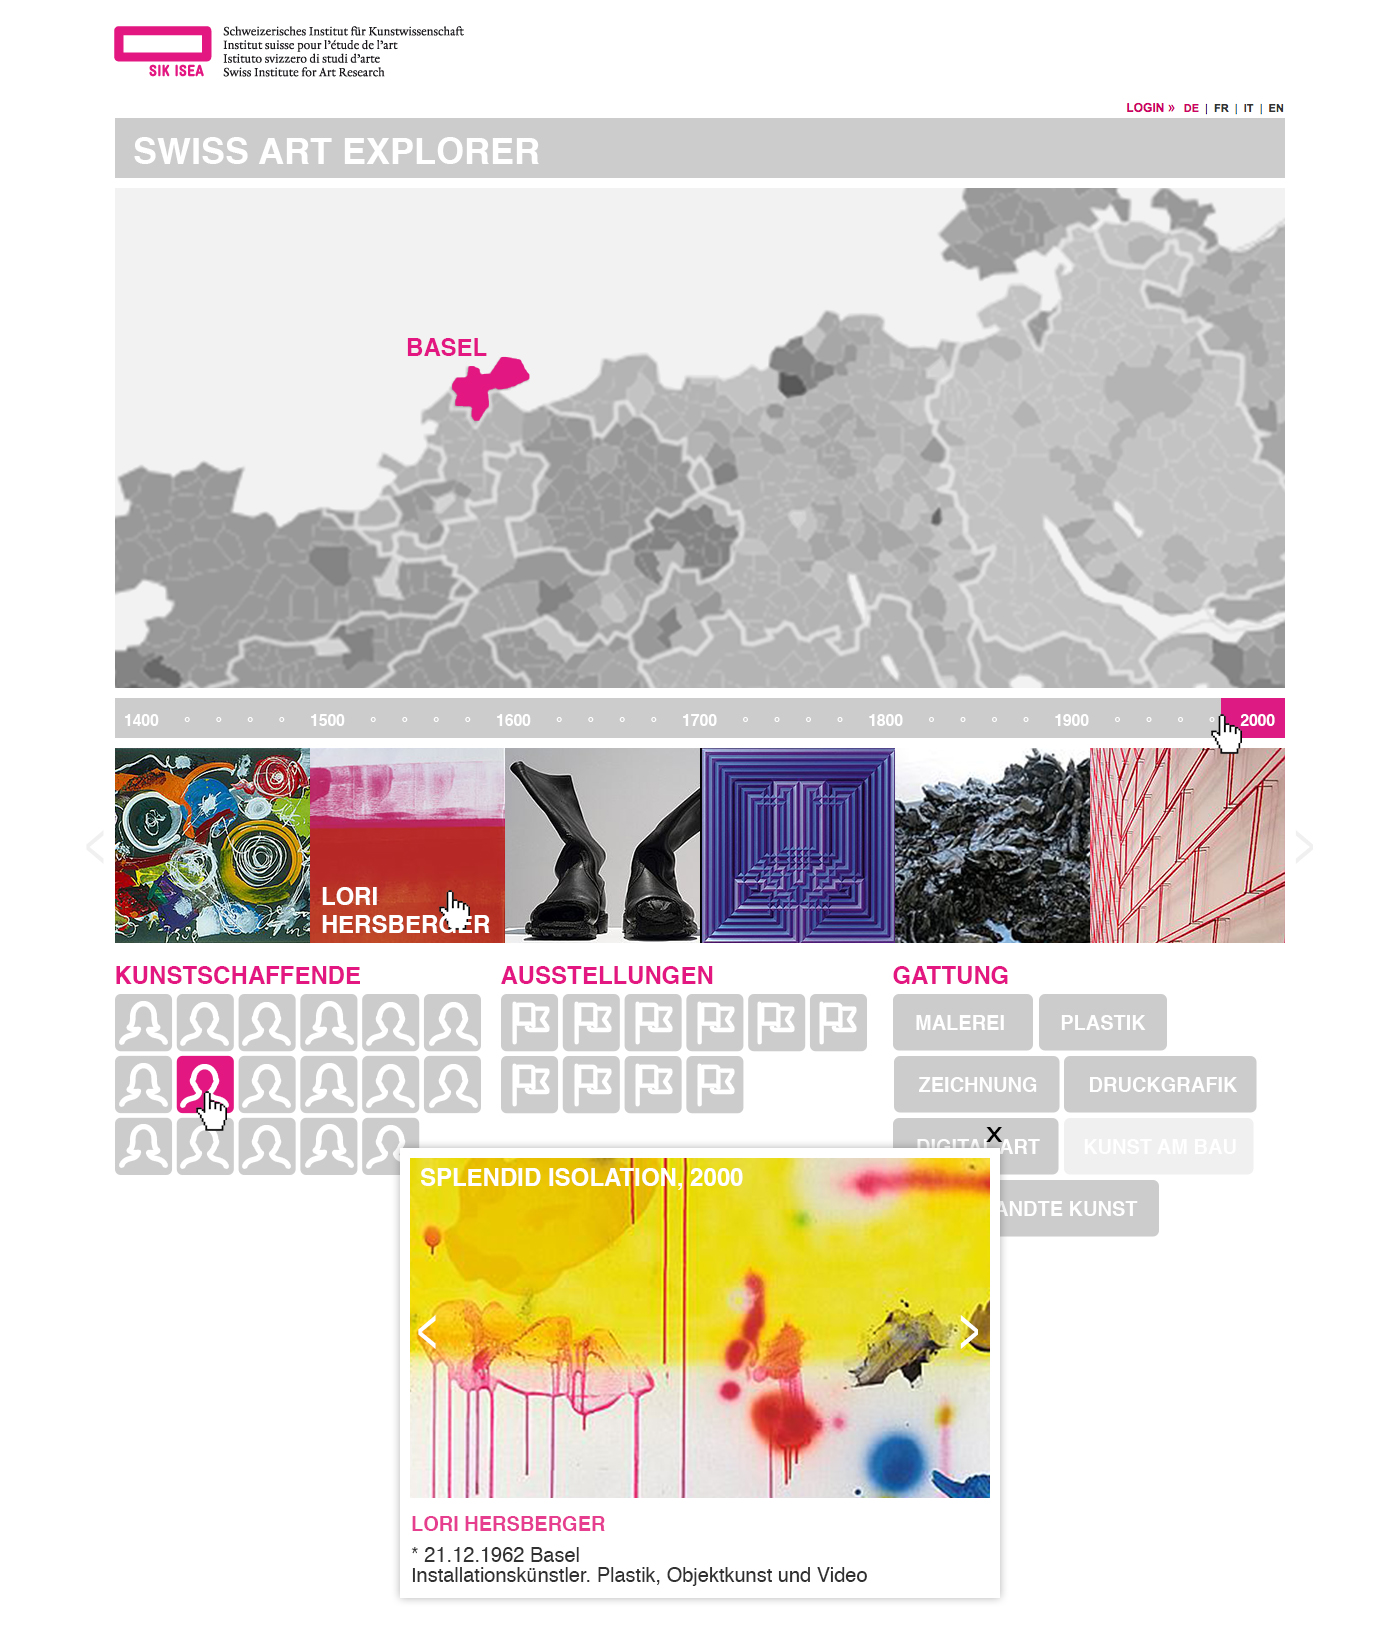 Schweizerisches Institut für Kunstwissenschaft
Institut suisse pour l'étude de l'art
Istituto svizzero di studi d'arte
Swiss Institute for Art Research
SIK ISEA
LOGIN » DE | FR | IT | EN
SWISS ART EXPLORER
BASEL
1400 1500 1600 1700 1800 1900 2000
LORI
HERSBERGER
KUNSTSCHAFFENDE AUSSTELLUNGEN GATTUNG
MALEREI PLASTIK
ZEICHNUNG DRUCKGRAFIK
X
DIGITAL ART KUNST AM BAU
ANDTE KUNST
SPLENDID ISOLATION, 2000
LORI HERSBERGER
* 21.12.1962 Basel
Installationskünstler. Plastik, Objektkunst und Video